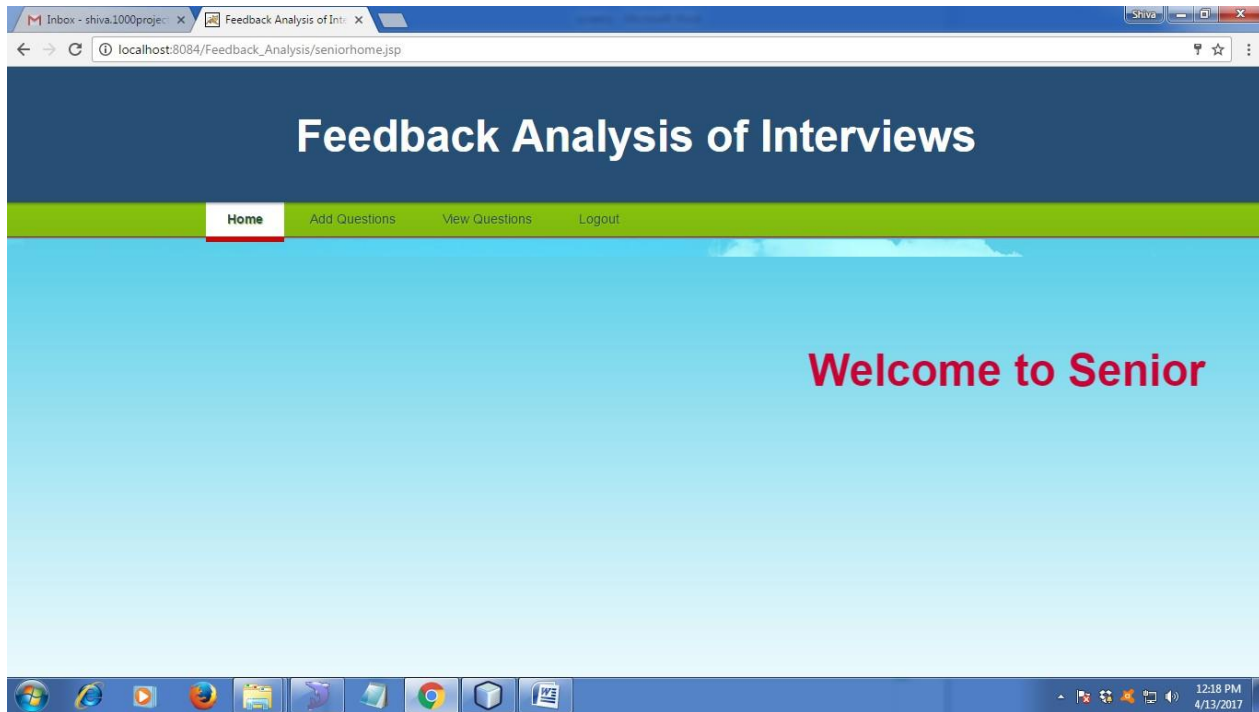 Inbox - shiva.1000projec
Feedback Analysis of Inte
Shiva
localhost:8084/Feedback_Analysis/seniorhome.jsp
Feedback Analysis of Interviews
Home Add Questions View Questions Logout
Welcome to Senior
12:18 PM
4/13/2017